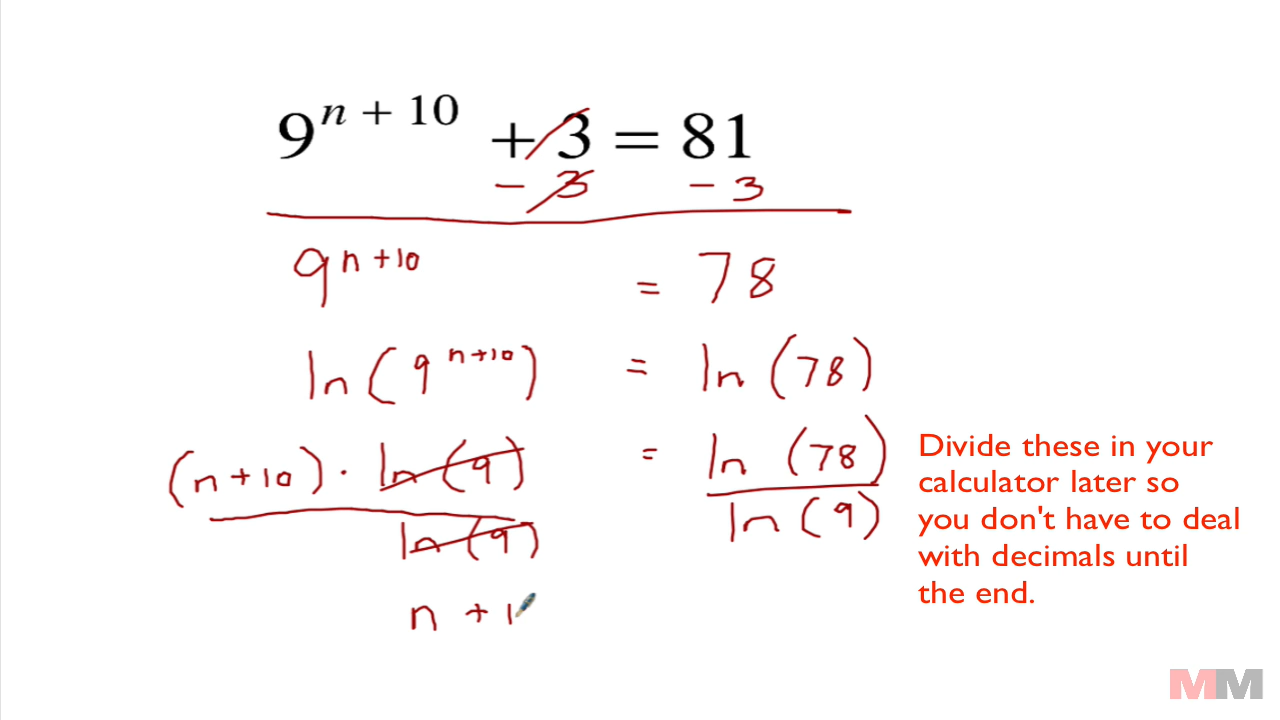 9^{n + 10} + 3 = 81
- 3 - 3
9^{n+10} = 78
ln(9^{n+10}) = ln(78)
(n+10) · ln(9) = ln(78)
ln(9) ln(9)
n + 1
Divide these in your
calculator later so
you don't have to deal
with decimals until
the end.
MM